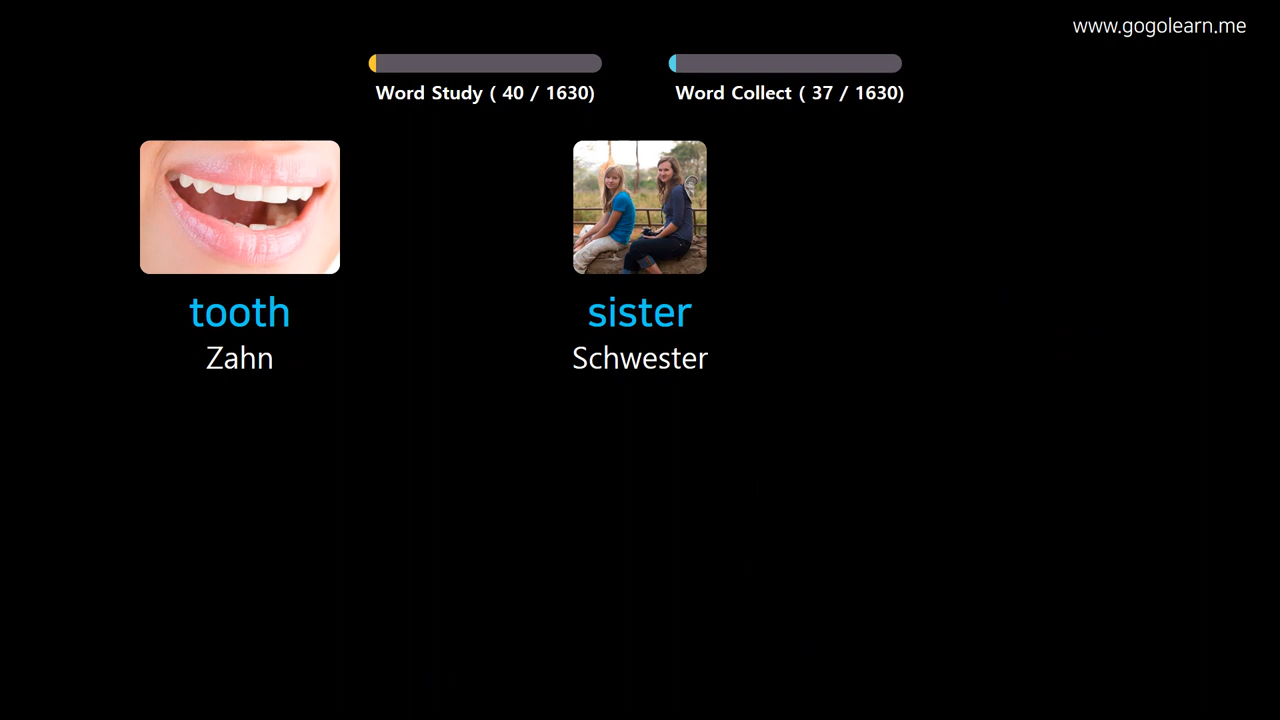 www.gogolearn.me
Word Study ( 40 / 1630)
Word Collect ( 37 / 1630)
tooth
Zahn
sister
Schwester